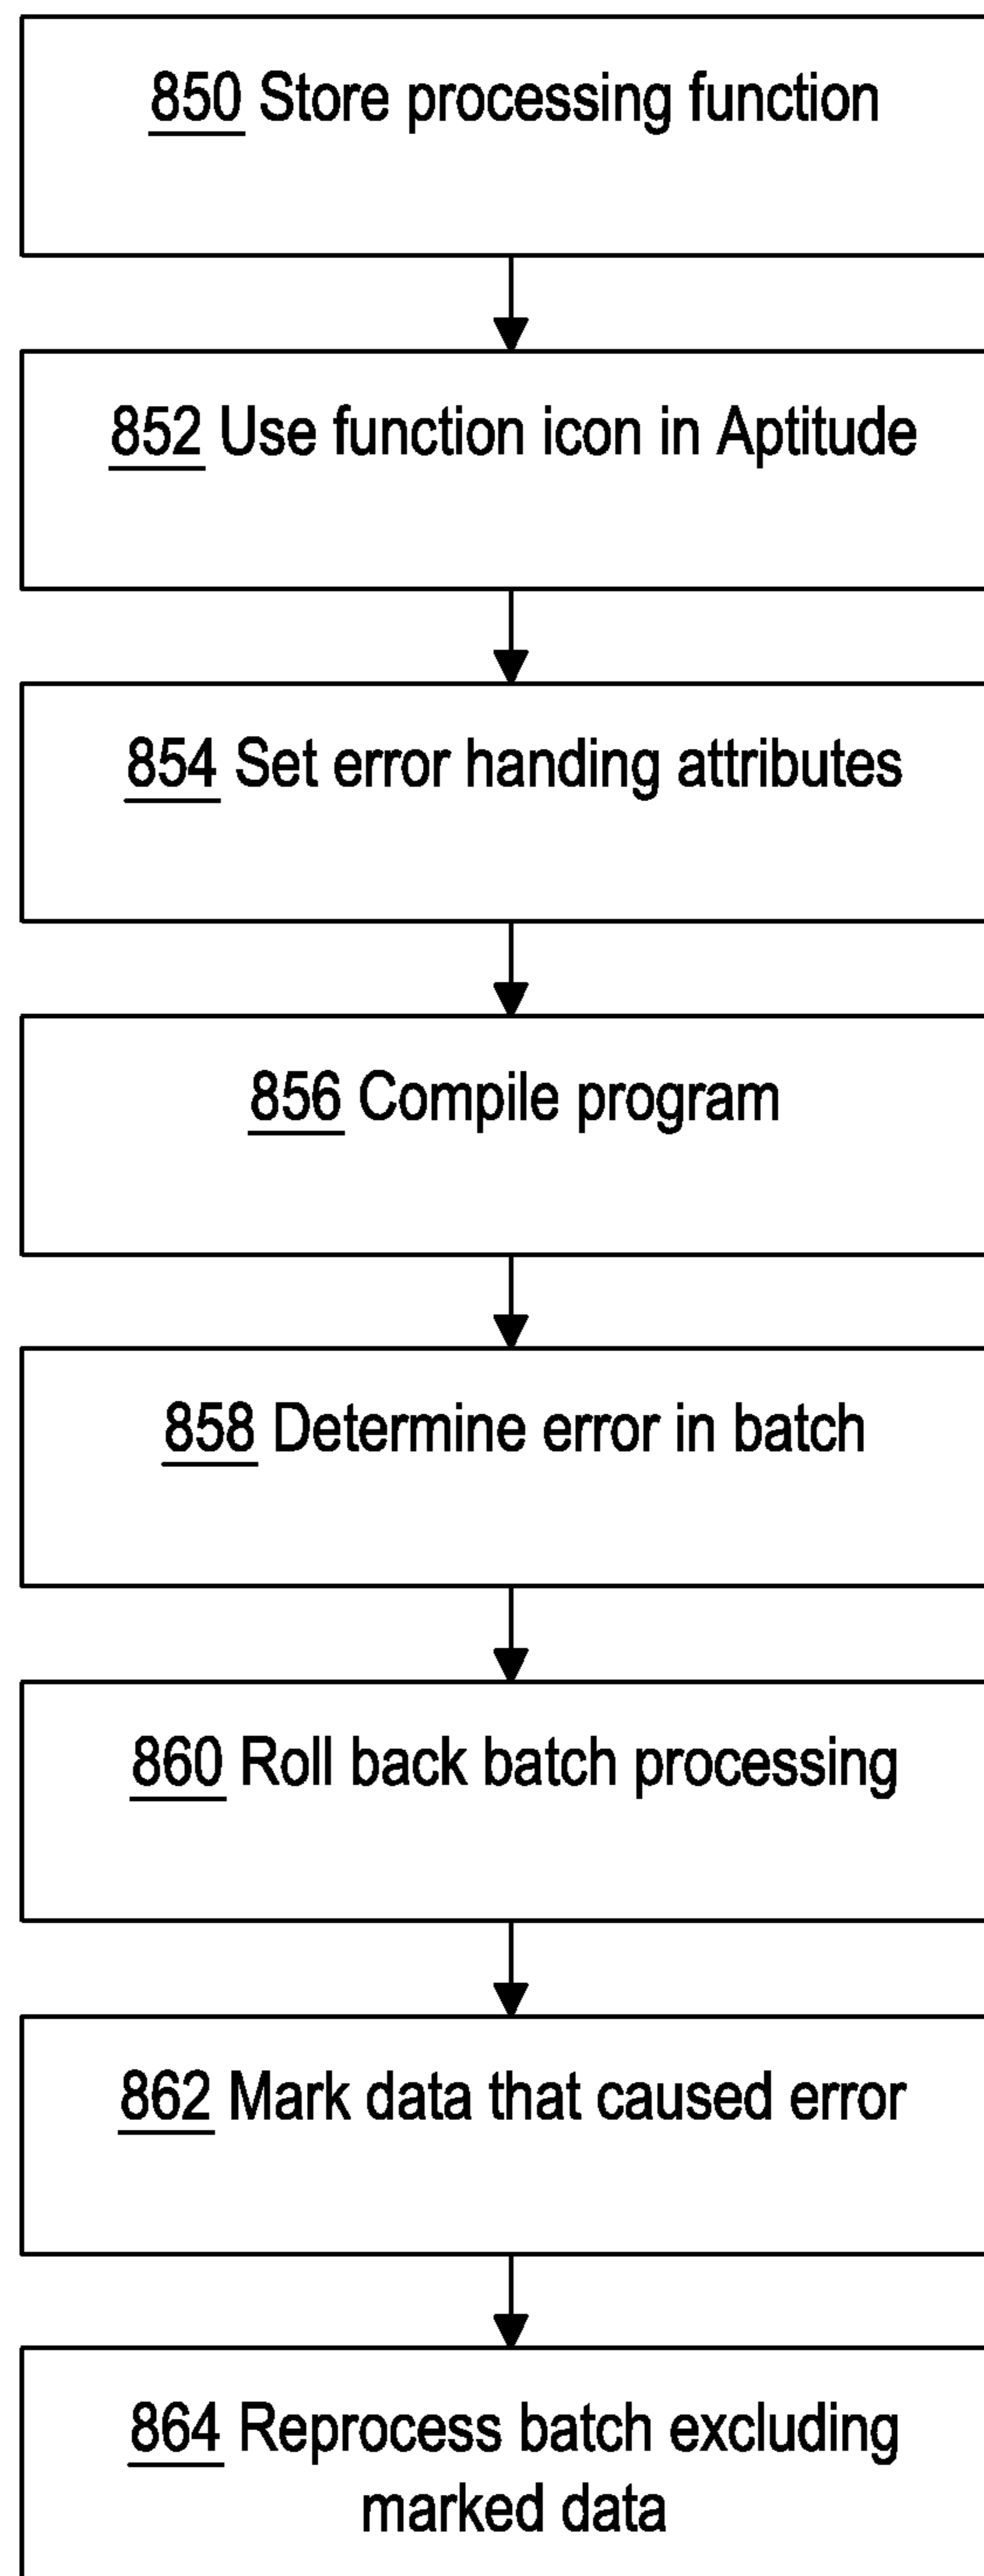 850 Store processing function
852 Use function icon in Aptitude
854 Set error handing attributes
856 Compile program
858 Determine error in batch
860 Roll back batch processing
862 Mark data that caused error
864 Reprocess batch excluding
marked data